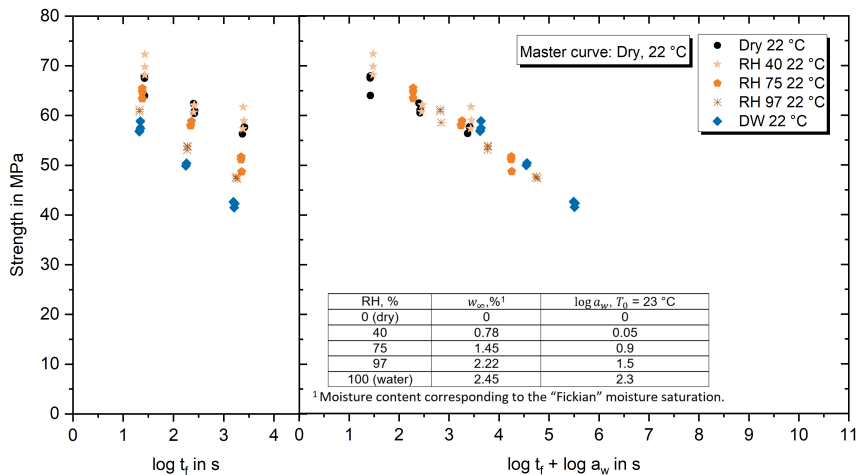 Strength in MPa
80
70
60
50
40
30
20
10
0
0 1 2 3 4
log t_f in s
Master curve: Dry, 22 °C
Dry 22 °C
RH 40 22 °C
RH 75 22 °C
RH 97 22 °C
DW 22 °C
RH, % w∞,%¹ log a_w, T₀ = 23 °C
0 (dry) 0 0
40 0.78 0.05
75 1.45 0.9
97 2.22 1.5
100 (water) 2.45 2.3
¹ Moisture content corresponding to the “Fickian” moisture saturation.
0 1 2 3 4 5 6 7 8 9 10 11
log t_f + log a_w in s